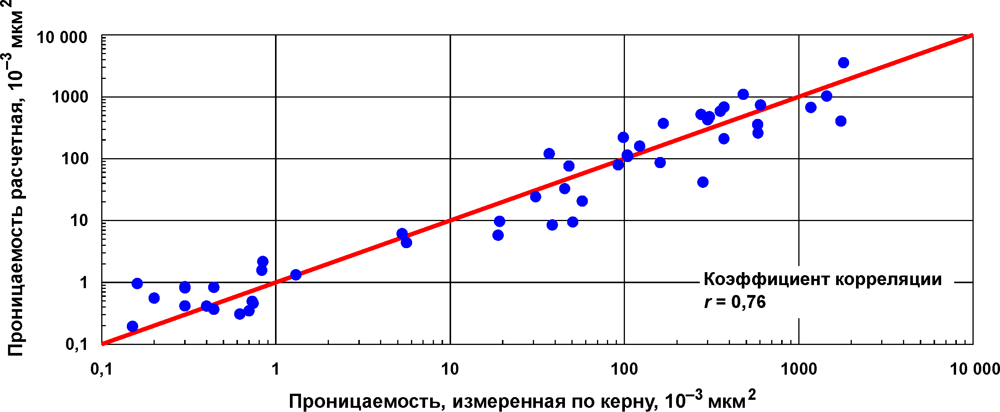 Проницаемость расчетная, 10⁻³ мкм²
10 000
1000
100
10
1
0,1
Коэффициент корреляции
r = 0,76
0,1 1 10 100 1000 10 000
Проницаемость, измеренная по керну, 10⁻³ мкм²